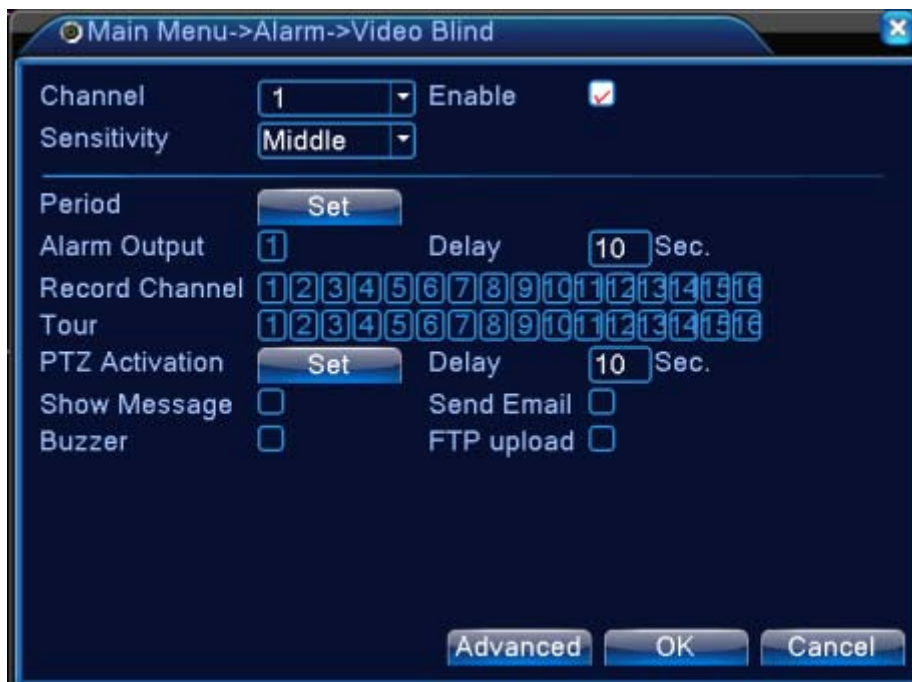 Main Menu->Alarm->Video Blind
Channel 1 Enable
Sensitivity Middle
Period Set
Alarm Output 1 Delay 10 Sec.
Record Channel 1 2 3 4 5 6 7 8 9 10 11 12 13 14 15 16
Tour 1 2 3 4 5 6 7 8 9 10 11 12 13 14 15 16
PTZ Activation Set Delay 10 Sec.
Show Message Send Email
Buzzer FTP upload
Advanced OK Cancel